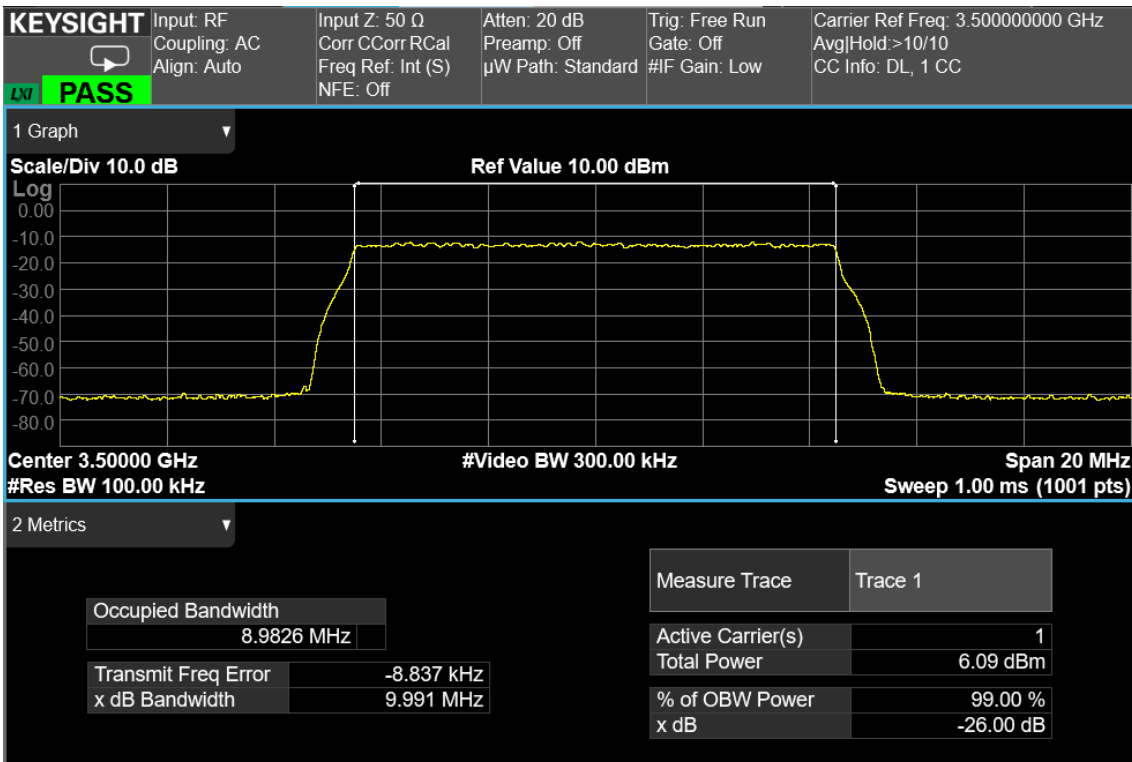 KEYSIGHT
LXI PASS
Input: RF
Coupling: AC
Align: Auto
Input Z: 50 Ω
Corr CCorr RCal
Freq Ref: Int (S)
NFE: Off
Atten: 20 dB
Preamp: Off
µW Path: Standard
Trig: Free Run
Gate: Off
#IF Gain: Low
Carrier Ref Freq: 3.500000000 GHz
Avg|Hold:>10/10
CC Info: DL, 1 CC
1 Graph
Scale/Div 10.0 dB
Ref Value 10.00 dBm
Log
0.00
-10.0
-20.0
-30.0
-40.0
-50.0
-60.0
-70.0
-80.0
Center 3.50000 GHz
#Video BW 300.00 kHz
Span 20 MHz
#Res BW 100.00 kHz
Sweep 1.00 ms (1001 pts)
2 Metrics
Occupied Bandwidth
8.9826 MHz
Transmit Freq Error -8.837 kHz
x dB Bandwidth 9.991 MHz
Measure Trace Trace 1
Active Carrier(s) 1
Total Power 6.09 dBm
% of OBW Power 99.00 %
x dB -26.00 dB